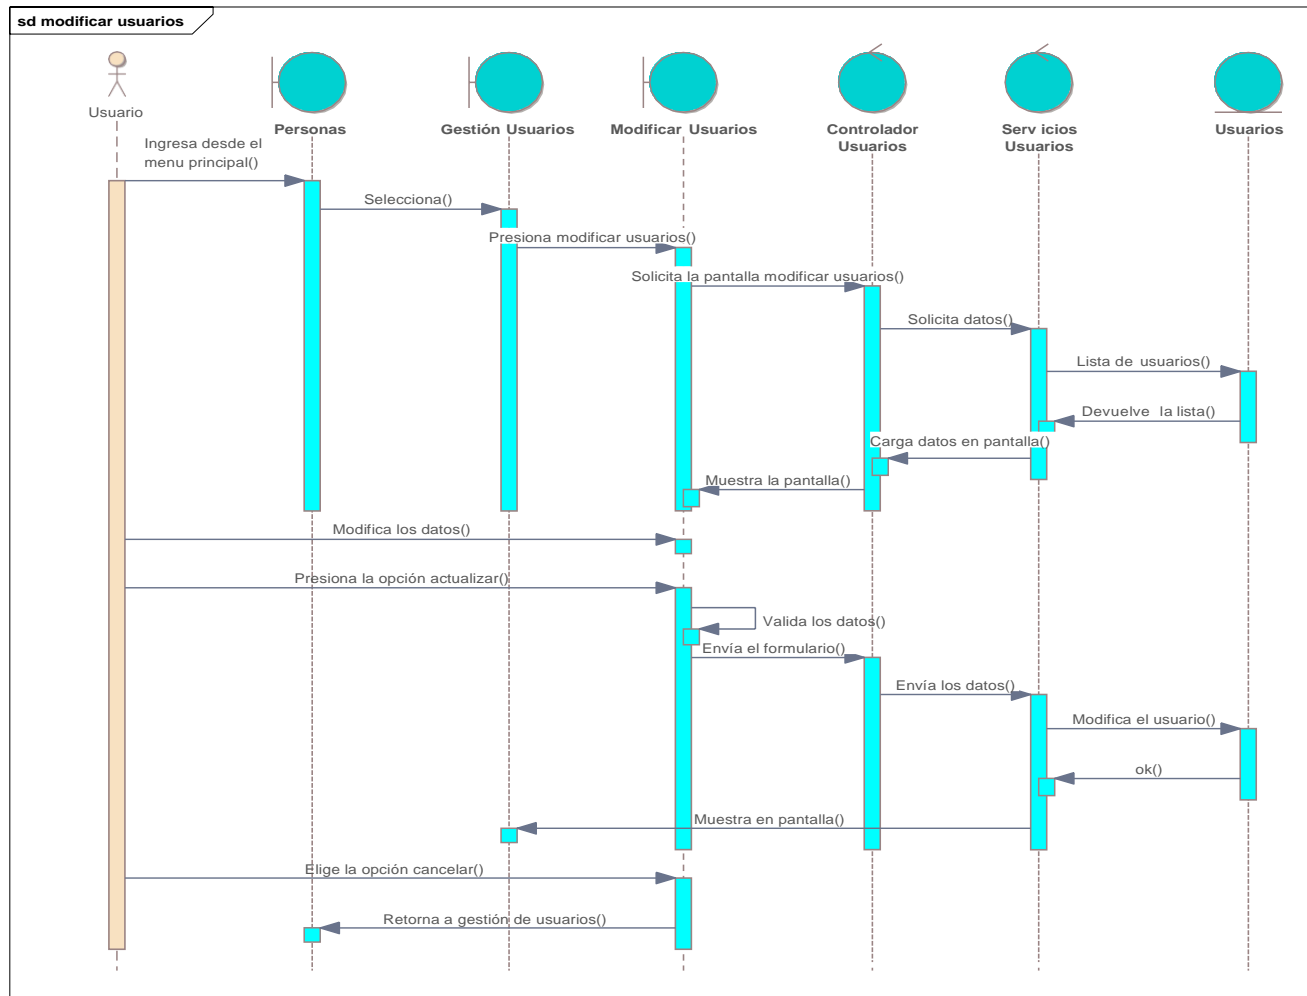 sd modificar usuarios
Usuario
Personas
Gestión Usuarios
Modificar Usuarios
Controlador
Usuarios
Serv icios
Usuarios
Usuarios
Ingresa desde el
menu principal()
Selecciona()
Presiona modificar usuarios()
Solicita la pantalla modificar usuarios()
Solicita datos()
Lista de usuarios()
Devuelve la lista()
Carga datos en pantalla()
Muestra la pantalla()
Modifica los datos()
Presiona la opción actualizar()
Valida los datos()
Envía el formulario()
Envía los datos()
Modifica el usuario()
ok()
Muestra en pantalla()
Elige la opción cancelar()
Retorna a gestión de usuarios()